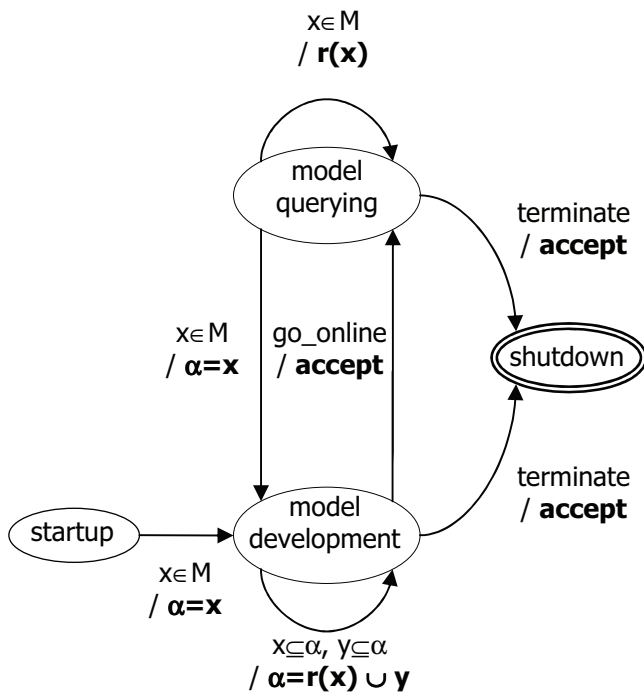 x∈M
/ r(x)
model
querying
terminate
/ accept
x∈M
/ α=x
go_online
/ accept
shutdown
terminate
/ accept
startup
model
development
x∈M
/ α=x
x⊆α, y⊆α
/ α=r(x) ∪ y